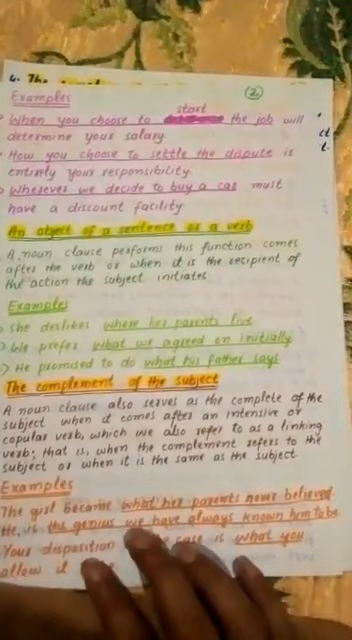 4. The
(2)
Examples
start
When you choose to the job will
determine your salary
How you choose to settle the dispute is
entirely your responsibility
Wherever we decide to buy a car must
have a discount facility
An object of a sentence or a verb
A noun clause performs this function comes
after the verb or when it is the recipient of
the action the subject initiates
Examples
She deslikes where her parents live
We prefer what we agreed on initially
He promised to do what his father says
The complement of the subject
A noun clause also serves as the complete of the
subject when it comes after an intensive or
copular verb, which we also refer to as a linking
verb; that is, when the complement refers to the
subject or when it is the same as the subject
Examples
The girl became what her parents never believed
He is the genius we have always known him to be
Your disposition the case is what you
allow it